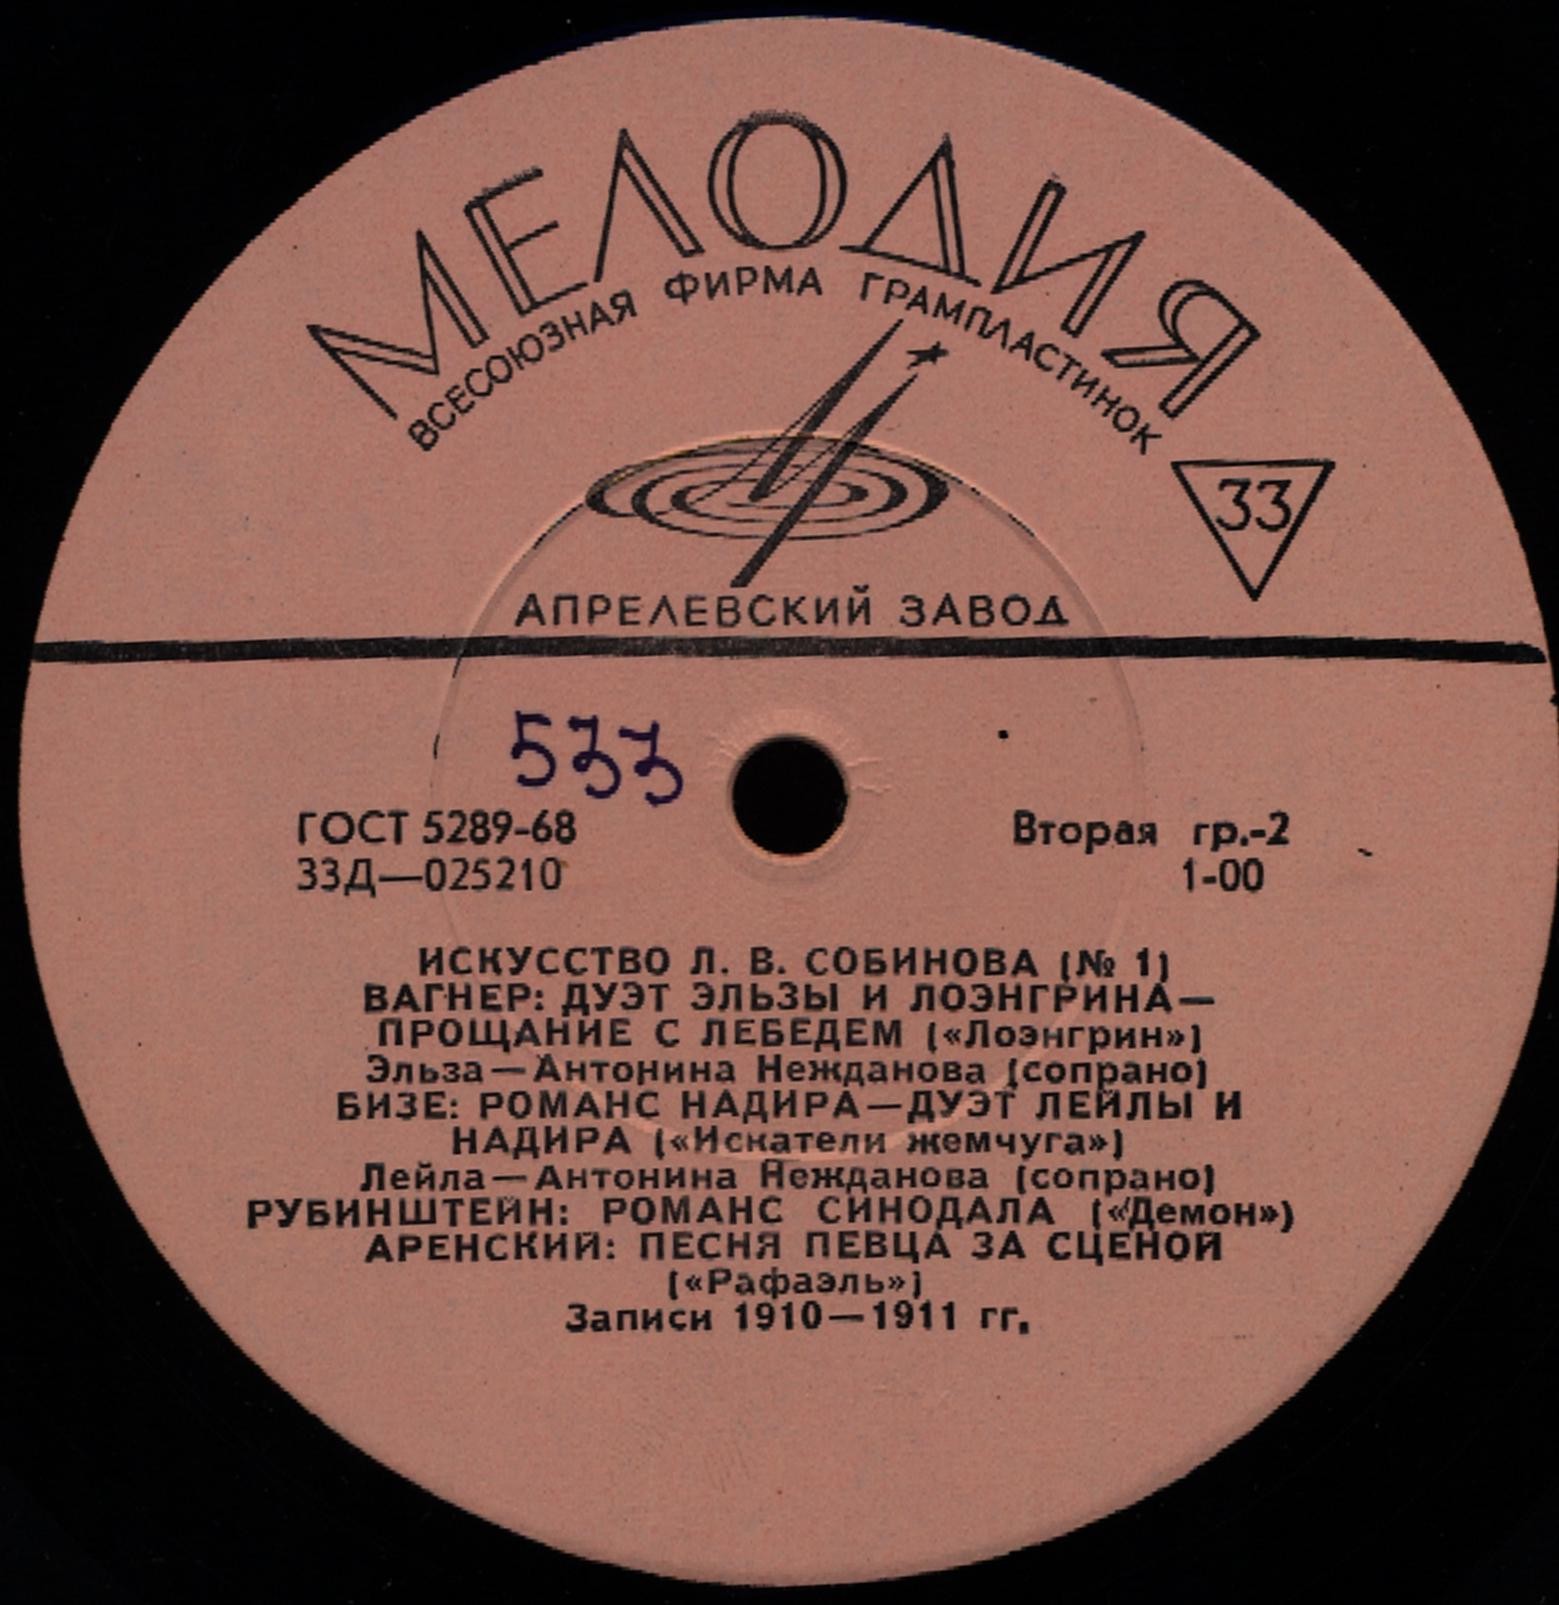 МЕЛОДИЯ
ВСЕСОЮЗНАЯ ФИРМА ГРАМПЛАСТИНОК
33
АПРЕЛЕВСКИЙ ЗАВОД
533
ГОСТ 5289-68
33Д—025210
Вторая гр.-2
1-00
ИСКУССТВО Л. В. СОБИНОВА (№ 1)
ВАГНЕР: ДУЭТ ЭЛЬЗЫ И ЛОЭНГРИНА—
ПРОЩАНИЕ С ЛЕБЕДЕМ («Лоэнгрин»)
Эльза—Антонина Нежданова (сопрано)
БИЗЕ: РОМАНС НАДИРА—ДУЭТ ЛЕЙЛЫ И
НАДИРА («Искатели жемчуга»)
Лейла—Антонина Нежданова (сопрано)
РУБИНШТЕЙН: РОМАНС СИНОДАЛА («Демон»)
АРЕНСКИЙ: ПЕСНЯ ПЕВЦА ЗА СЦЕНОЙ
(«Рафаэль»)
Записи 1910—1911 гг.